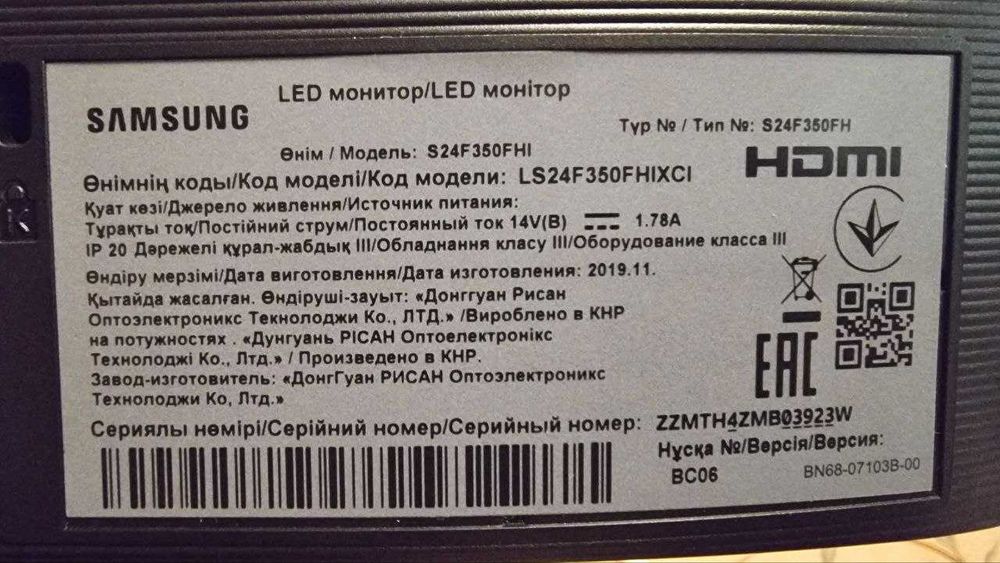 LED монитор/LED монітор
SAMSUNG
Түр № / Тип №: S24F350FH
Өнім / Модель: S24F350FHI
HDMI
Өнімнің коды/Код моделі/Код модели: LS24F350FHIXCI
Қуат көзі/Джерело живлення/Источник питания:
Тұрақты тоқ/Постійний струм/Постоянный ток 14V(B) 1.78A
IP 20 Дәрежелі құрал-жабдық III/Обладнання класу III/Оборудование класса III
Өндіру мерзімі/Дата виготовлення/Дата изготовления: 2019.11.
Қытайда жасалған. Өндіруші-зауыт: «Донггуан Рисан
Оптоэлектроникс Текнолоджи Ко., ЛТД.» /Вироблено в КНР
на потужностях . «Дунгуань РІСАН Оптоелектронікс
Технолоджі Ко., Лтд.» / Произведено в КНР.
Завод-изготовитель: «ДонгГуан РИСАН Оптоэлектроникс
Технолоджи Ко, Лтд.»
EAC
Сериялы немірі/Серійний номер/Серийный номер: ZZMTH4ZMB03923W
Нұсқа №/Версія/Версия:
BC06
BN68-07103B-00